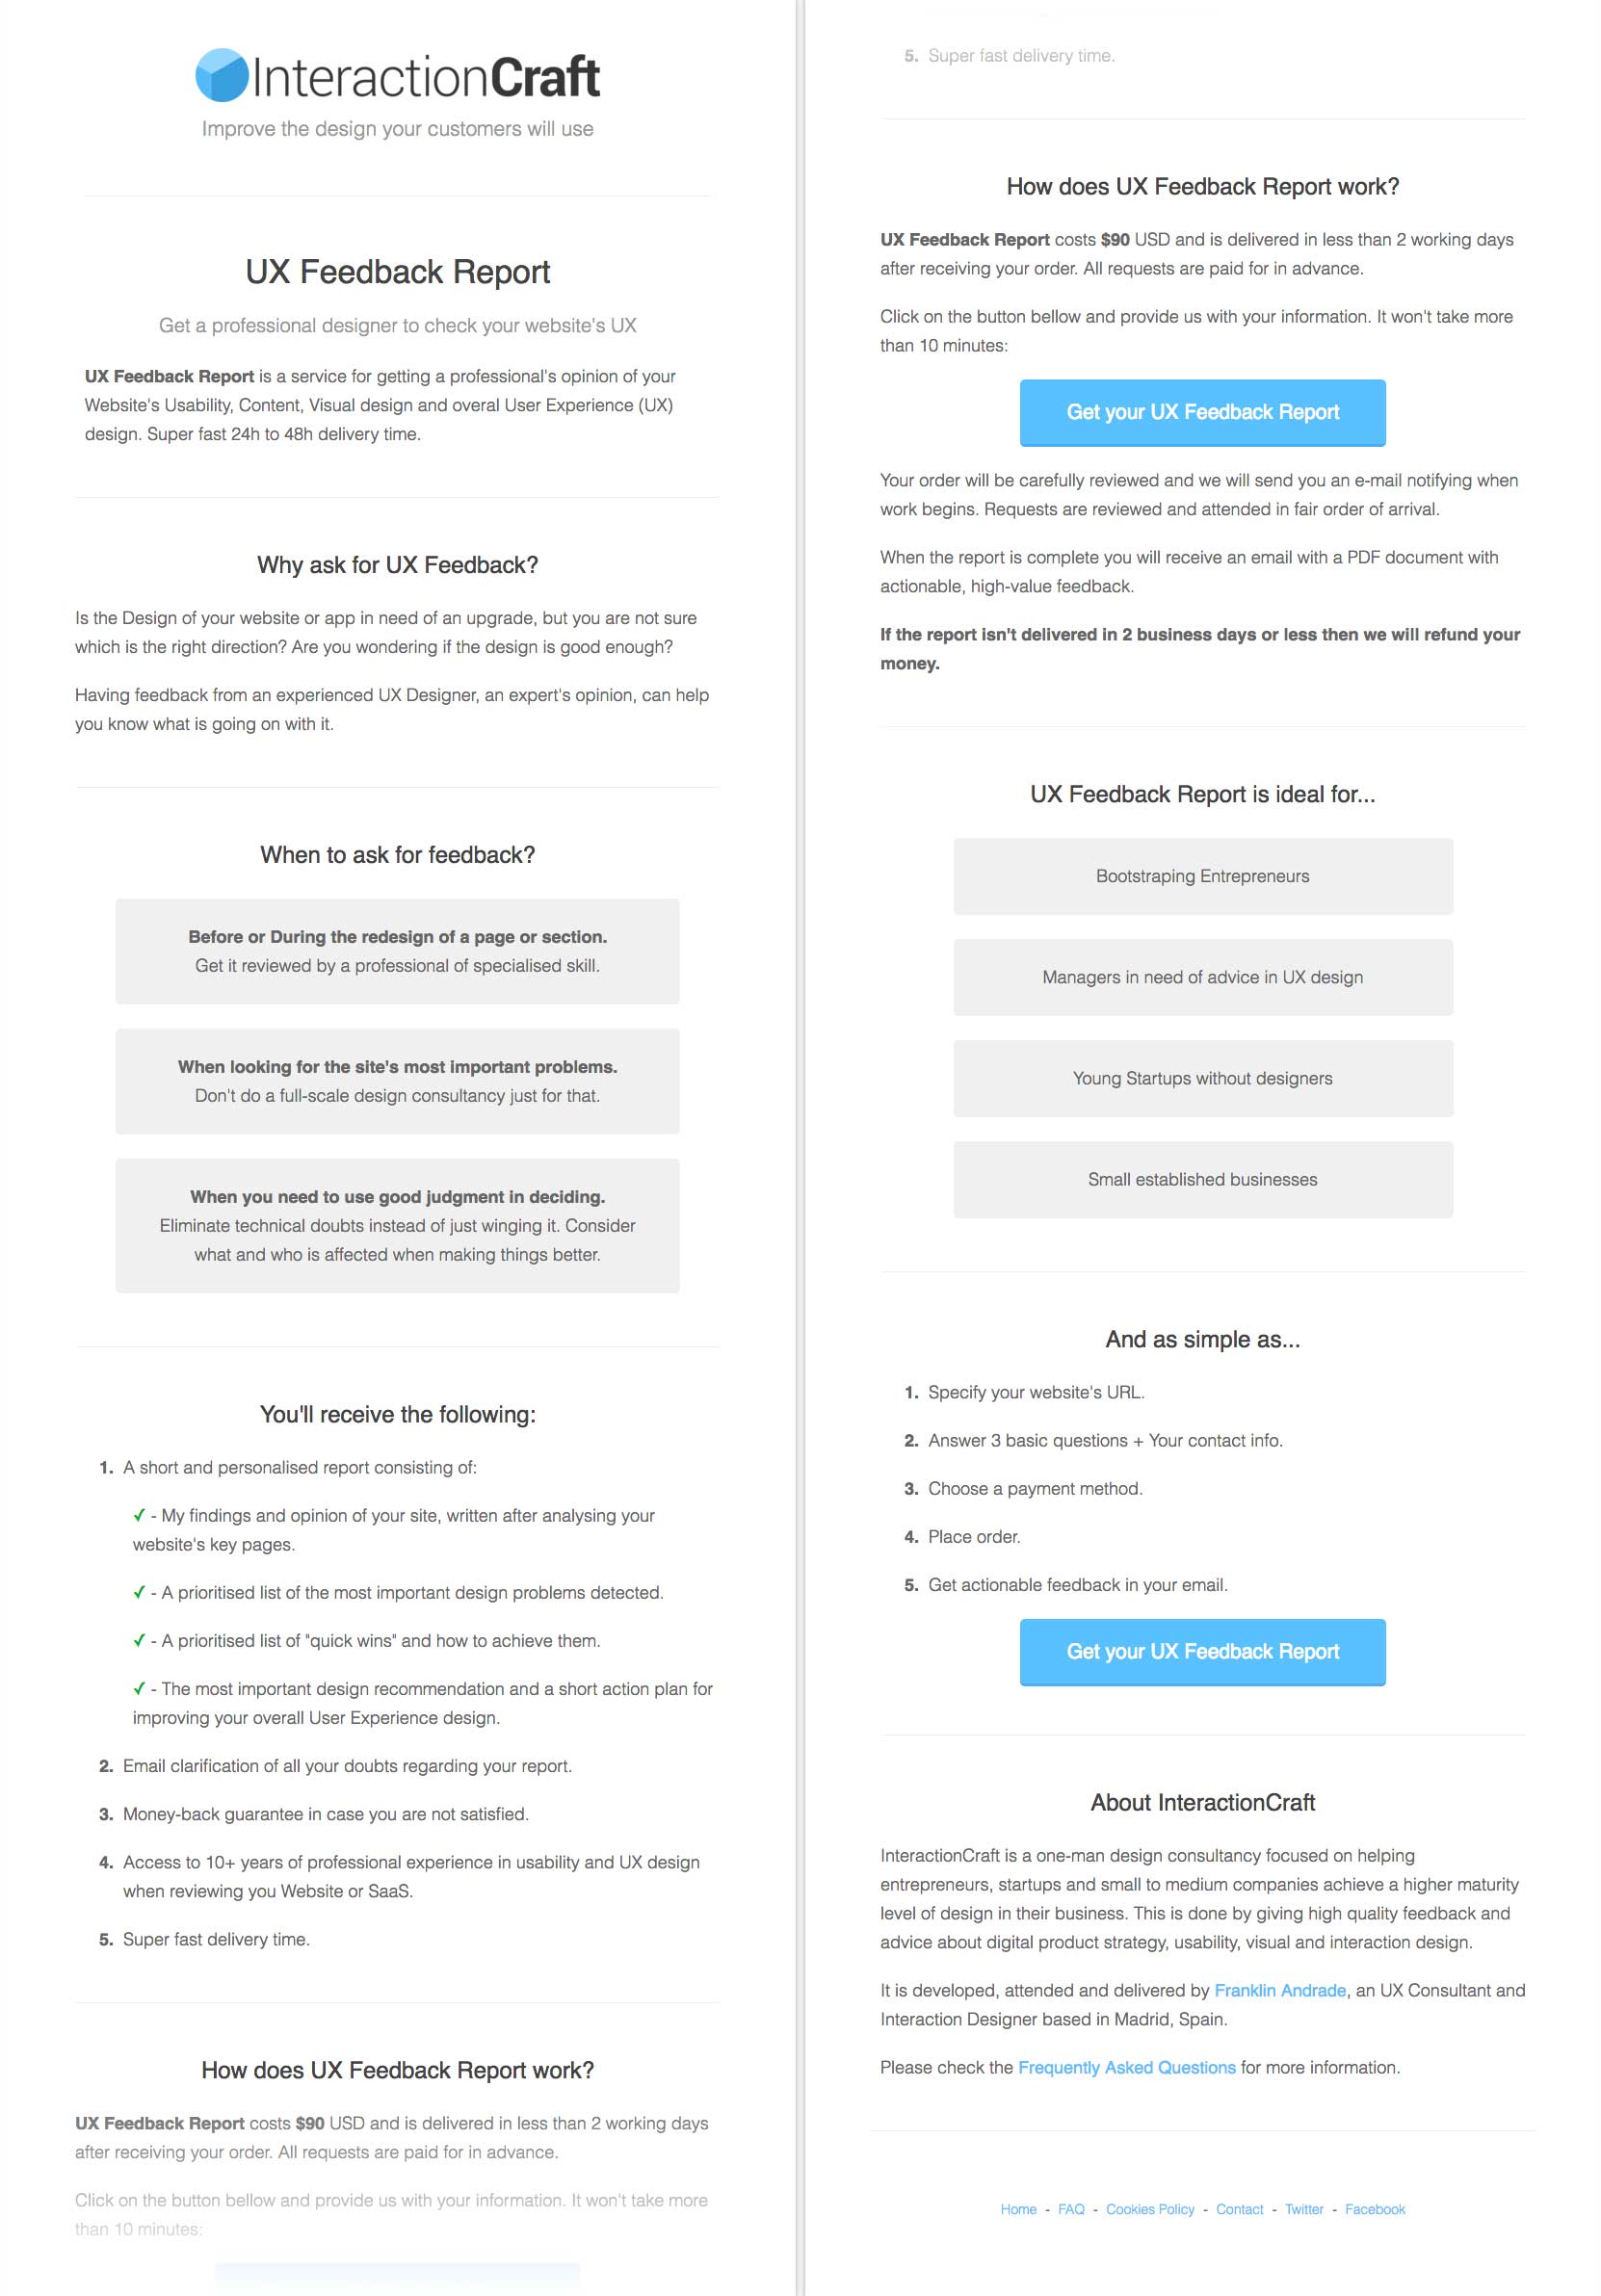 InteractionCraft
Improve the design your customers will use
UX Feedback Report
Get a professional designer to check your website's UX
UX Feedback Report is a service for getting a professional's opinion of your
Website's Usability, Content, Visual design and overal User Experience (UX)
design. Super fast 24h to 48h delivery time.
Why ask for UX Feedback?
Is the Design of your website or app in need of an upgrade, but you are not sure
which is the right direction? Are you wondering if the design is good enough?
Having feedback from an experienced UX Designer, an expert's opinion, can help
you know what is going on with it.
When to ask for feedback?
Before or During the redesign of a page or section.
Get it reviewed by a professional of specialised skill.
When looking for the site's most important problems.
Don't do a full-scale design consultancy just for that.
When you need to use good judgment in deciding.
Eliminate technical doubts instead of just winging it. Consider
what and who is affected when making things better.
You'll receive the following:
1. A short and personalised report consisting of:
✓ - My findings and opinion of your site, written after analysing your
website's key pages.
✓ - A prioritised list of the most important design problems detected.
✓ - A prioritised list of "quick wins" and how to achieve them.
✓ - The most important design recommendation and a short action plan for
improving your overall User Experience design.
2. Email clarification of all your doubts regarding your report.
3. Money-back guarantee in case you are not satisfied.
4. Access to 10+ years of professional experience in usability and UX design
when reviewing you Website or SaaS.
5. Super fast delivery time.
How does UX Feedback Report work?
UX Feedback Report costs $90 USD and is delivered in less than 2 working days
after receiving your order. All requests are paid for in advance.
Click on the button bellow and provide us with your information. It won't take more
than 10 minutes:
5. Super fast delivery time.
How does UX Feedback Report work?
UX Feedback Report costs $90 USD and is delivered in less than 2 working days
after receiving your order. All requests are paid for in advance.
Click on the button bellow and provide us with your information. It won't take more
than 10 minutes:
Get your UX Feedback Report
Your order will be carefully reviewed and we will send you an e-mail notifying when
work begins. Requests are reviewed and attended in fair order of arrival.
When the report is complete you will receive an email with a PDF document with
actionable, high-value feedback.
If the report isn't delivered in 2 business days or less then we will refund your
money.
UX Feedback Report is ideal for...
Bootstraping Entrepreneurs
Managers in need of advice in UX design
Young Startups without designers
Small established businesses
And as simple as...
1. Specify your website's URL.
2. Answer 3 basic questions + Your contact info.
3. Choose a payment method.
4. Place order.
5. Get actionable feedback in your email.
Get your UX Feedback Report
About InteractionCraft
InteractionCraft is a one-man design consultancy focused on helping
entrepreneurs, startups and small to medium companies achieve a higher maturity
level of design in their business. This is done by giving high quality feedback and
advice about digital product strategy, usability, visual and interaction design.
It is developed, attended and delivered by Franklin Andrade, an UX Consultant and
Interaction Designer based in Madrid, Spain.
Please check the Frequently Asked Questions for more information.
Home - FAQ - Cookies Policy - Contact - Twitter - Facebook